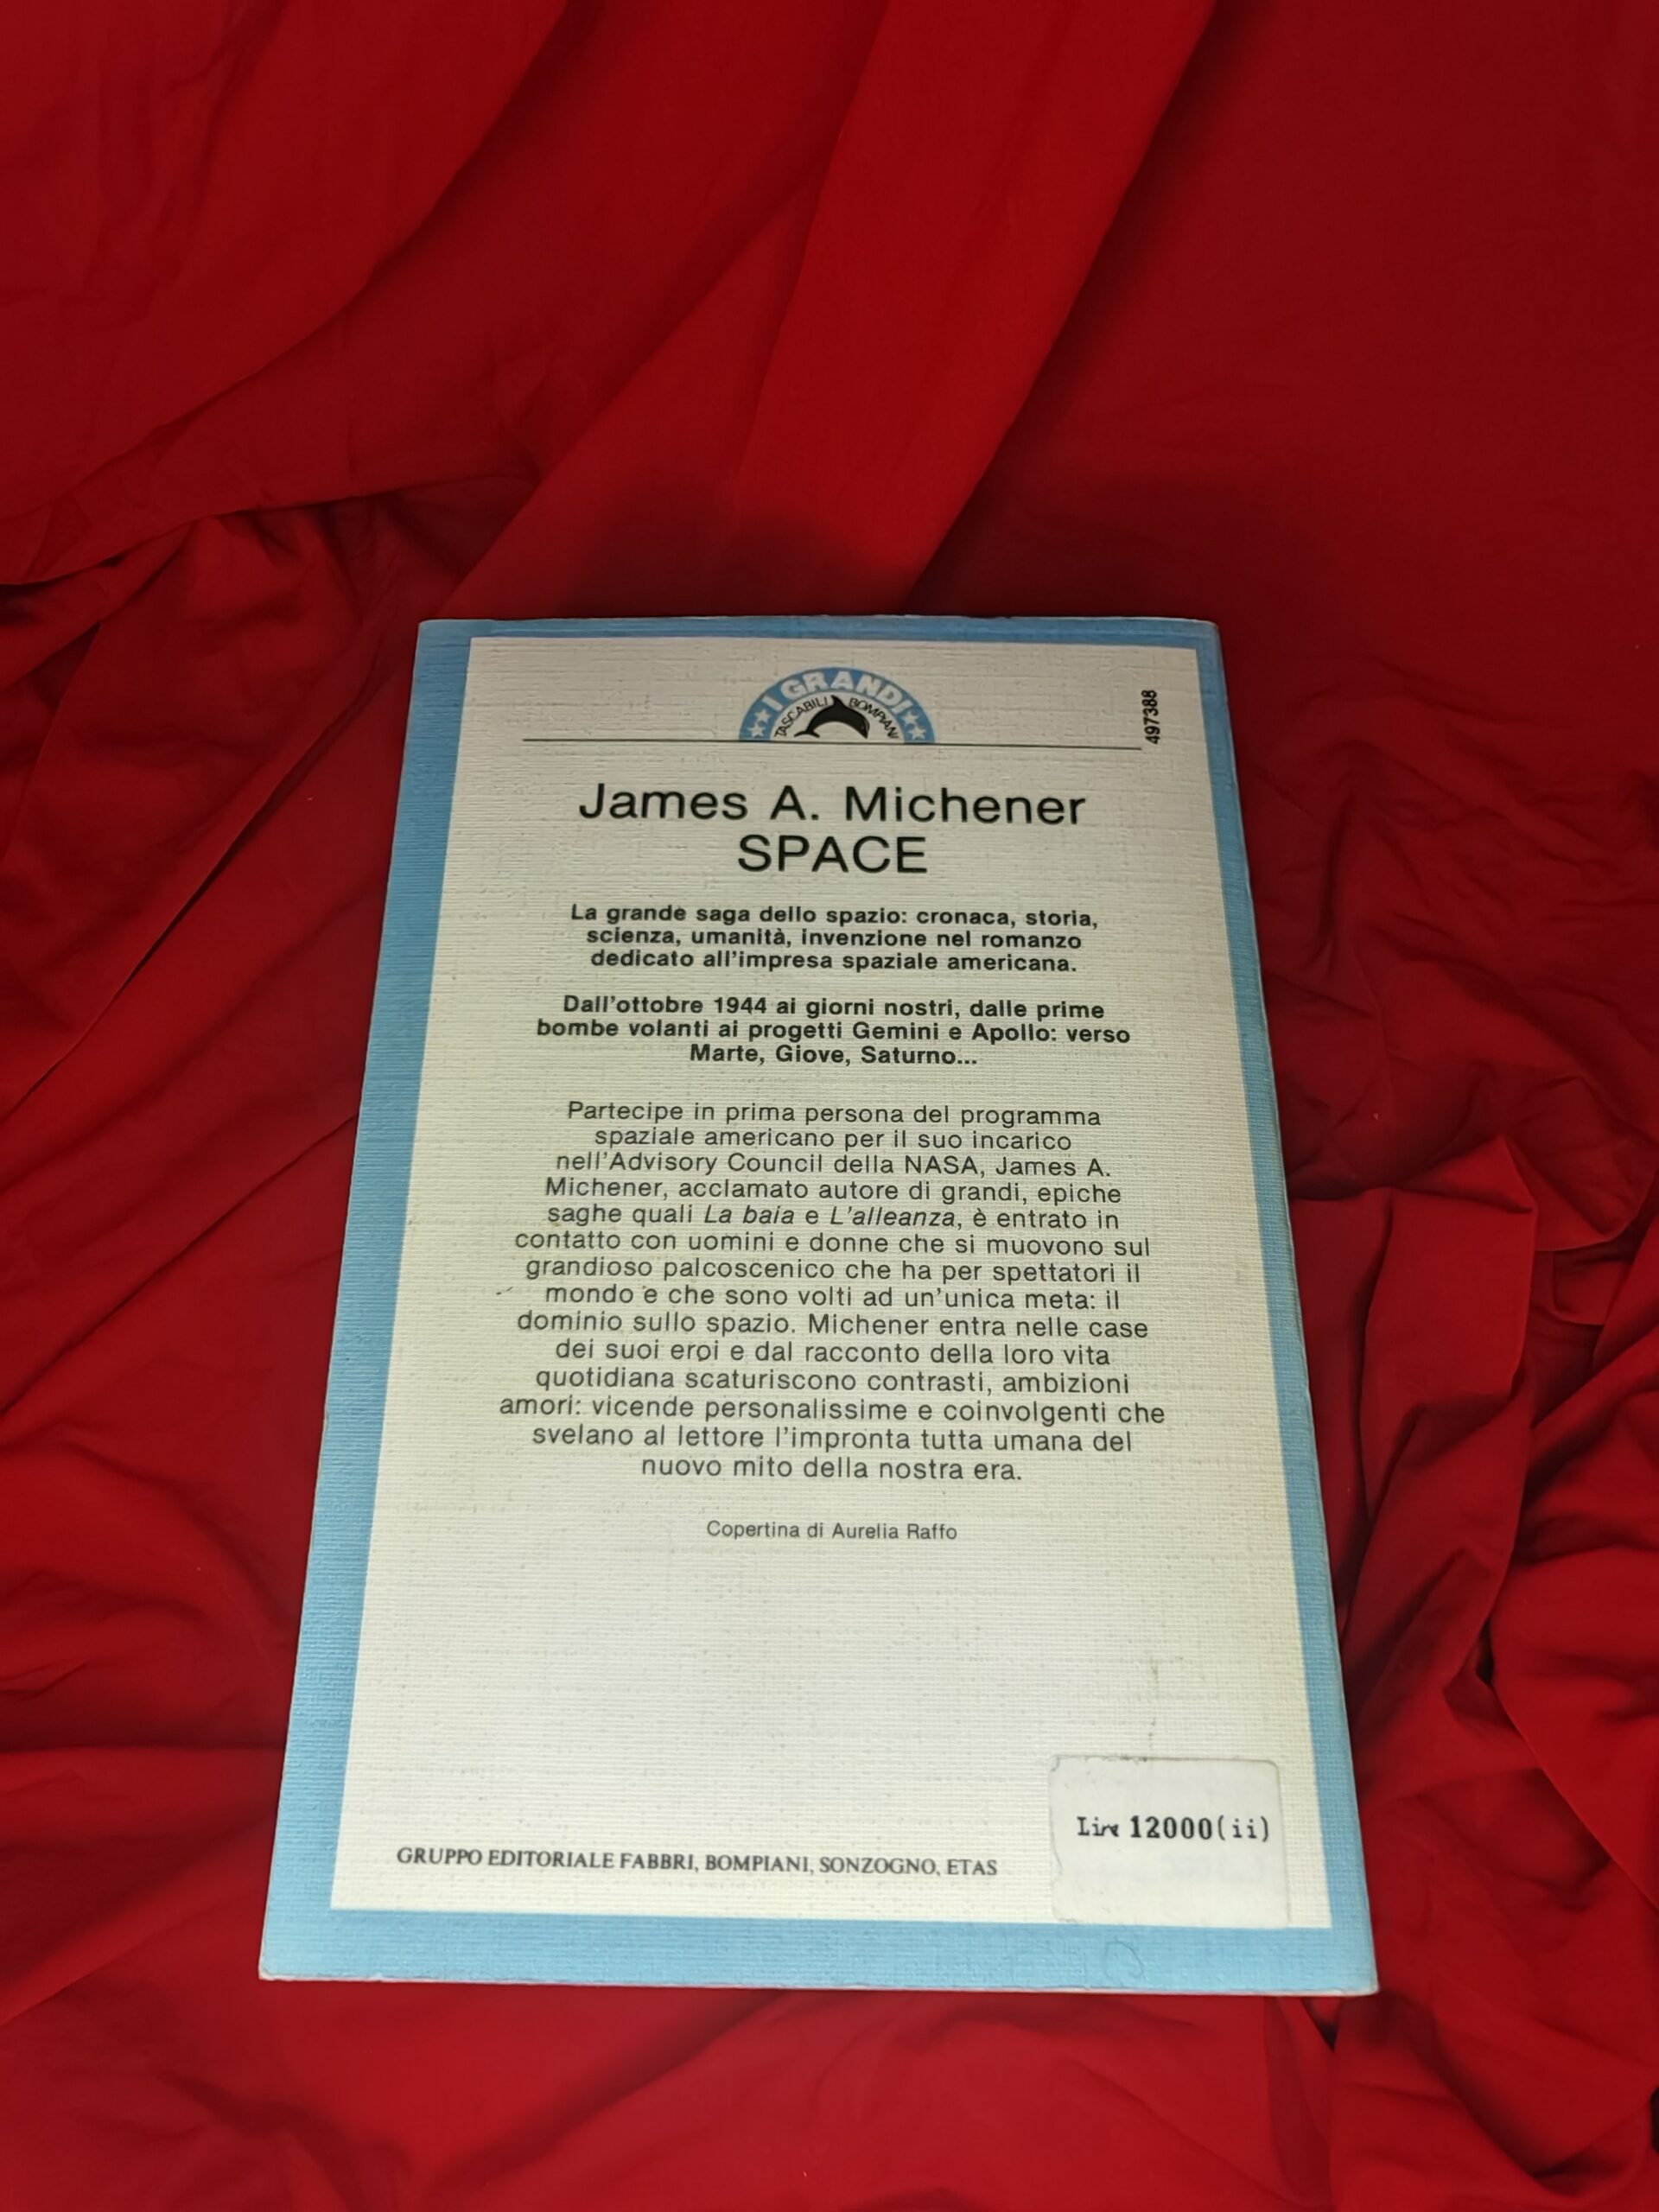 I GRANDI
TASCABILI BOMPIANI
497388
James A. Michener
SPACE
La grande saga dello spazio: cronaca, storia,
scienza, umanità, invenzione nel romanzo
dedicato all'impresa spaziale americana.
Dall'ottobre 1944 ai giorni nostri, dalle prime
bombe volanti ai progetti Gemini e Apollo: verso
Marte, Giove, Saturno...
Partecipe in prima persona del programma
spaziale americano per il suo incarico
nell'Advisory Council della NASA, James A.
Michener, acclamato autore di grandi, epiche
saghe quali La baia e L'alleanza, è entrato in
contatto con uomini e donne che si muovono sul
grandioso palcoscenico che ha per spettatori il
mondo e che sono volti ad un'unica meta: il
dominio sullo spazio. Michener entra nelle case
dei suoi eroi e dal racconto della loro vita
quotidiana scaturiscono contrasti, ambizioni
amori: vicende personalissime e coinvolgenti che
svelano al lettore l'impronta tutta umana del
nuovo mito della nostra era.
Copertina di Aurelia Raffo
Lire 12000(ii)
GRUPPO EDITORIALE FABBRI, BOMPIANI, SONZOGNO, ETAS